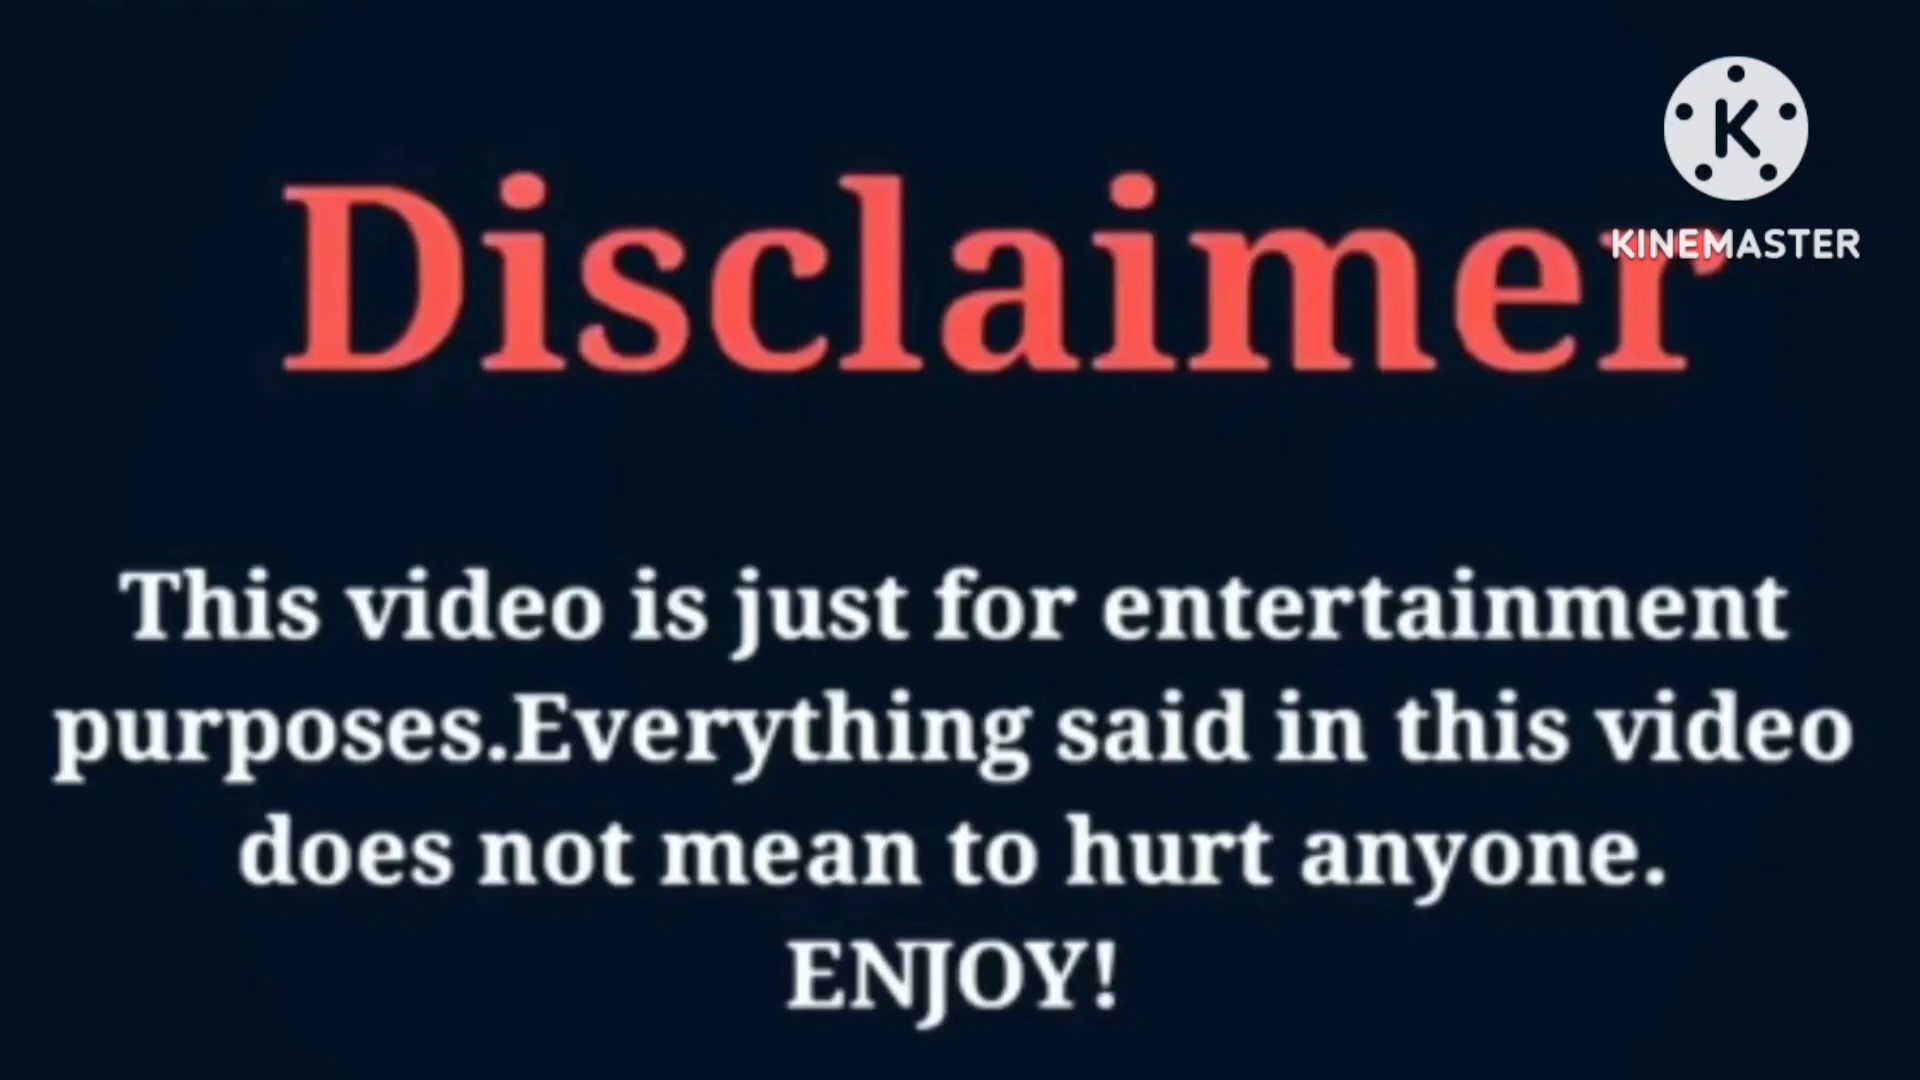 K
KINEMASTER
Disclaimer
This video is just for entertainment
purposes.Everything said in this video
does not mean to hurt anyone.
ENJOY!